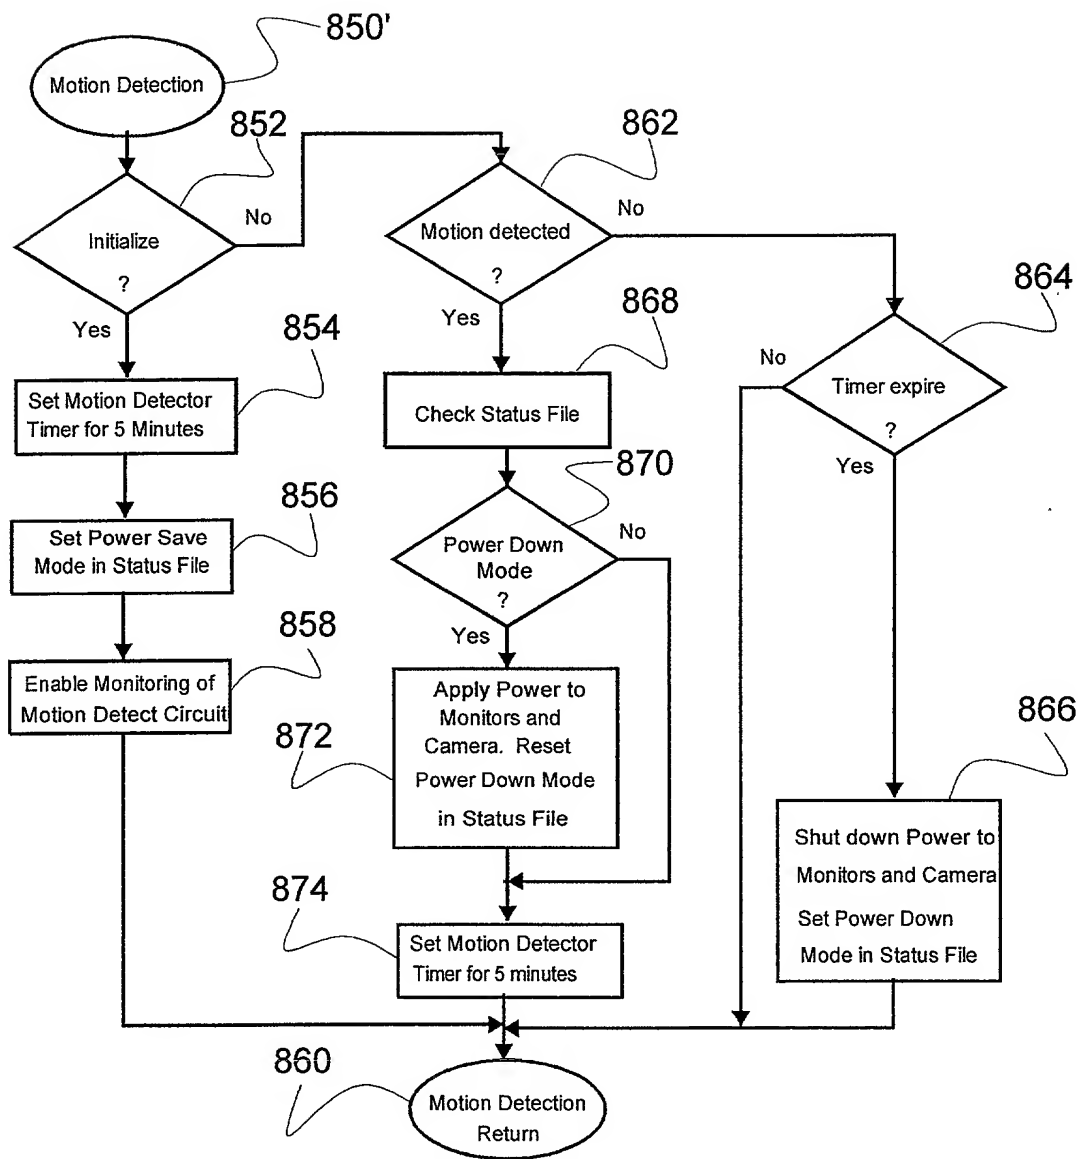 850'
Motion Detection
852
Initialize
?
No
Yes
854
Set Motion Detector
Timer for 5 Minutes
856
Set Power Save
Mode in Status File
858
Enable Monitoring of
Motion Detect Circuit
862
Motion detected
?
No
Yes
868
Check Status File
870
Power Down
Mode
?
No
Yes
872
Apply Power to
Monitors and
Camera. Reset
Power Down Mode
in Status File
874
Set Motion Detector
Timer for 5 minutes
864
Timer expire
?
No
Yes
866
Shut down Power to
Monitors and Camera
Set Power Down
Mode in Status File
860
Motion Detection
Return